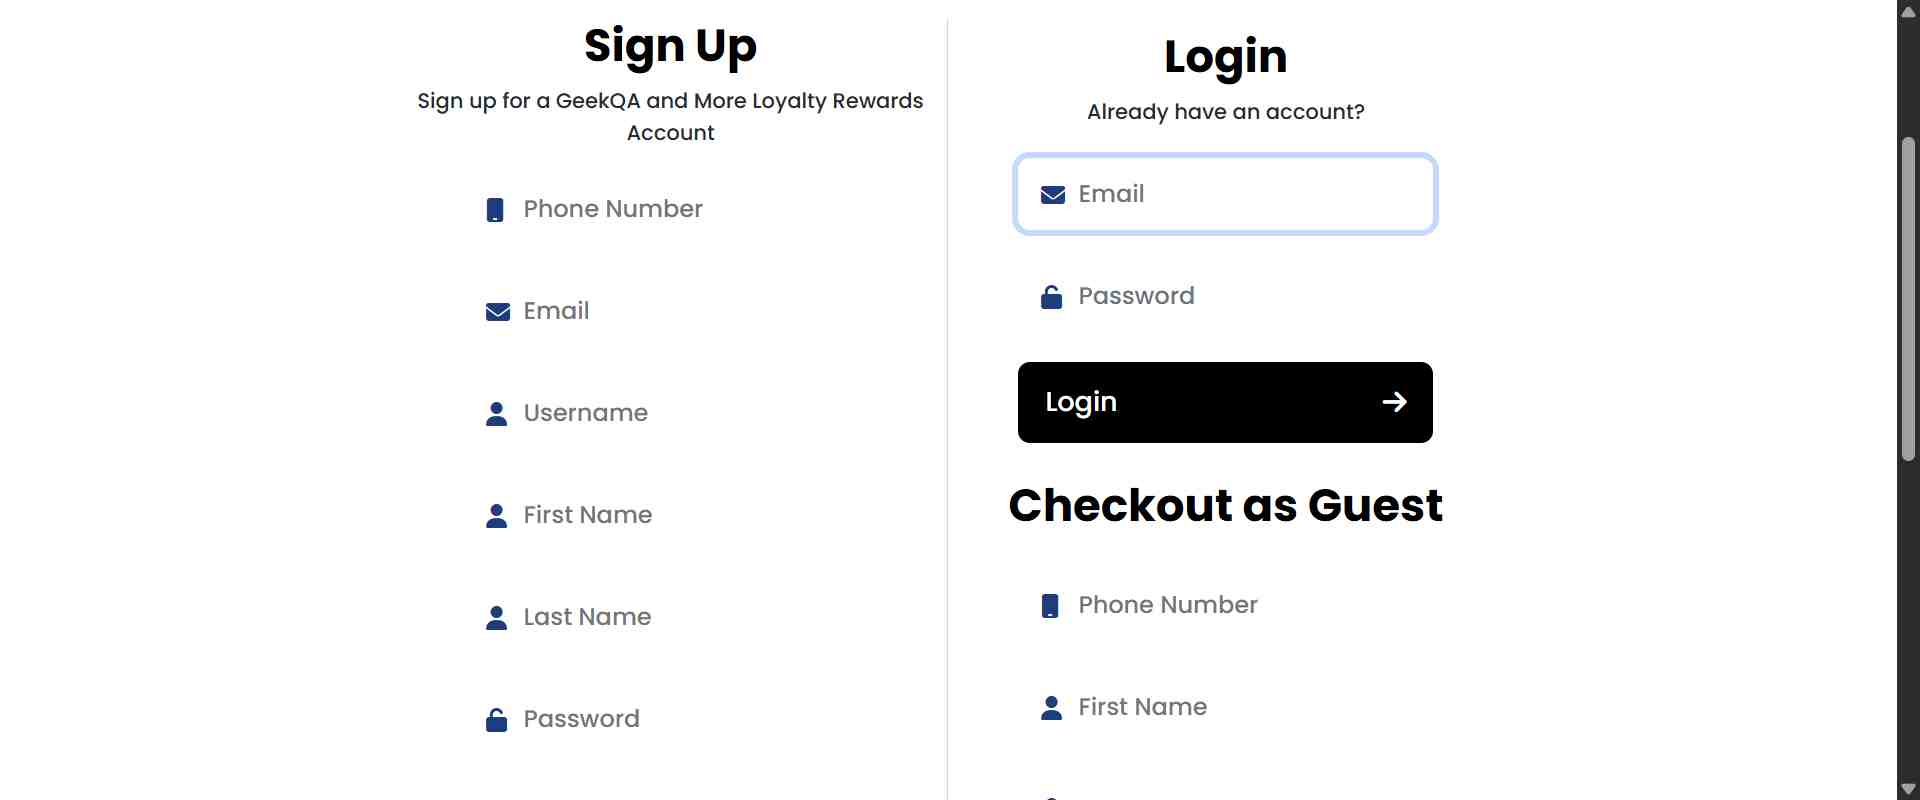 Sign Up
Sign up for a GeekQA and More Loyalty Rewards
Account
Phone Number
Email
Username
First Name
Last Name
Password
Login
Already have an account?
Email
Password
Login
Checkout as Guest
Phone Number
First Name